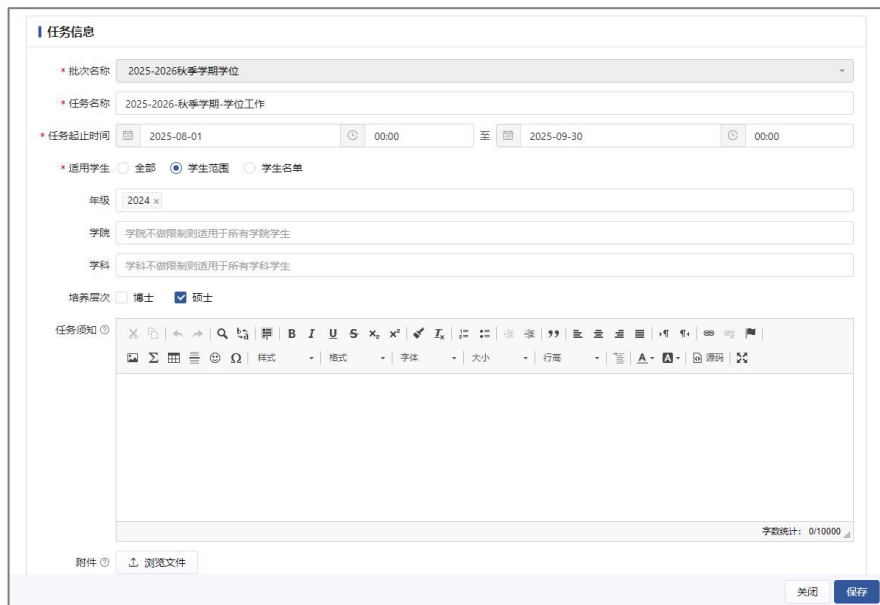 任务信息
* 批次名称 2025-2026秋季学期学位
* 任务名称 2025-2026-秋季学期-学位工作
* 任务起止时间 2025-08-01 00:00 至 2025-09-30 00:00
* 适用学生 全部 学生范围 学生名单
年级 2024 ×
学院 学院不做限制则适用于所有学院学生
学科 学科不做限制则适用于所有学科学生
培养层次 博士 硕士
任务须知
B I U S x₂ x² Iₓ
Σ Ω 样式 格式 字体 大小 行高 A A 源码
字数统计: 0/10000
附件 浏览文件
关闭 保存